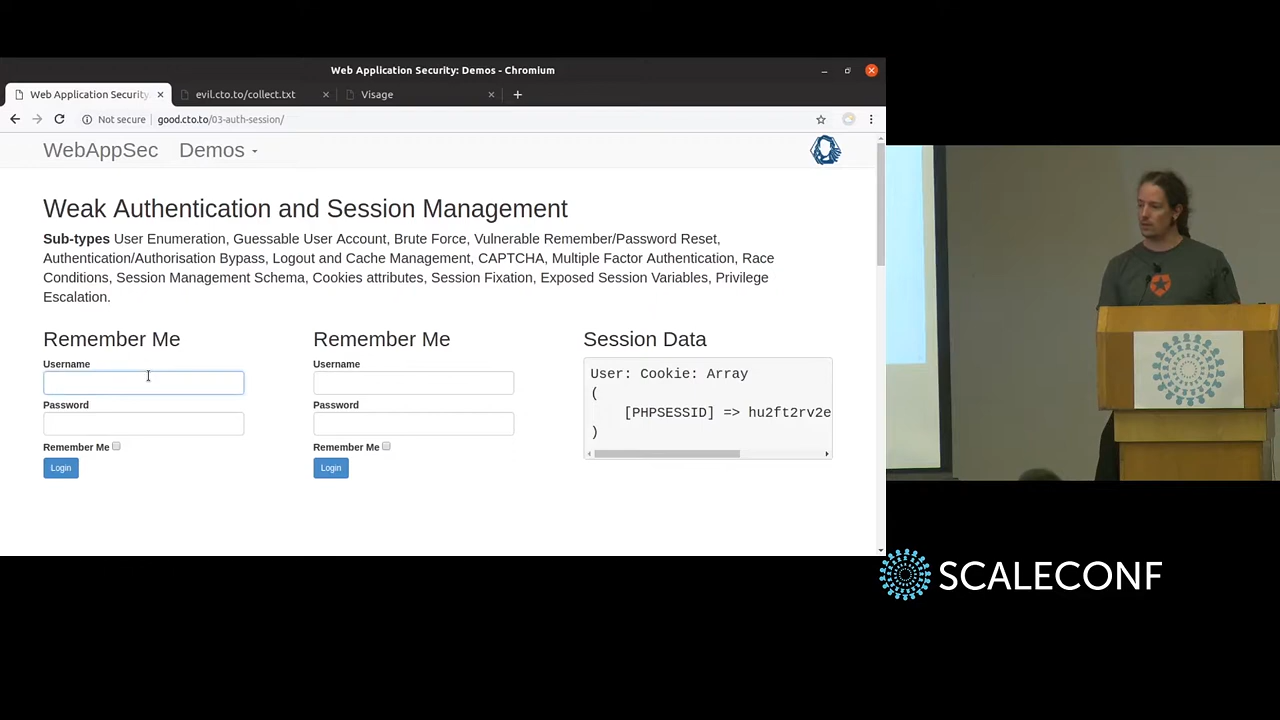 Web Application Security: Demos - Chromium
Web Application Security
evil.cto.to/collect.txt
Visage
Not secure
good.cto.to/03-auth-session/
WebAppSec
Demos
Weak Authentication and Session Management
Sub-types User Enumeration, Guessable User Account, Brute Force, Vulnerable Remember/Password Reset,
Authentication/Authorisation Bypass, Logout and Cache Management, CAPTCHA, Multiple Factor Authentication, Race
Conditions, Session Management Schema, Cookies attributes, Session Fixation, Exposed Session Variables, Privilege
Escalation.
Remember Me
Username
Password
Remember Me
Login
Remember Me
Username
Password
Remember Me
Login
Session Data
User: Cookie: Array
(
[PHPSESSID] => hu2ft2rv2e
)
SCALECONF